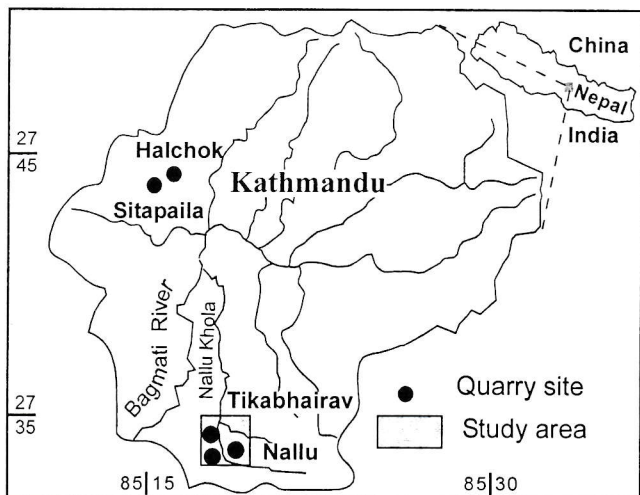 China
Nepal
India
27
45
Halchok
Kathmandu
Sitapaila
Bagmati River
Nallu Khola
27
35
Tikabhairav
Nallu
Quarry site
Study area
85 15
85 30